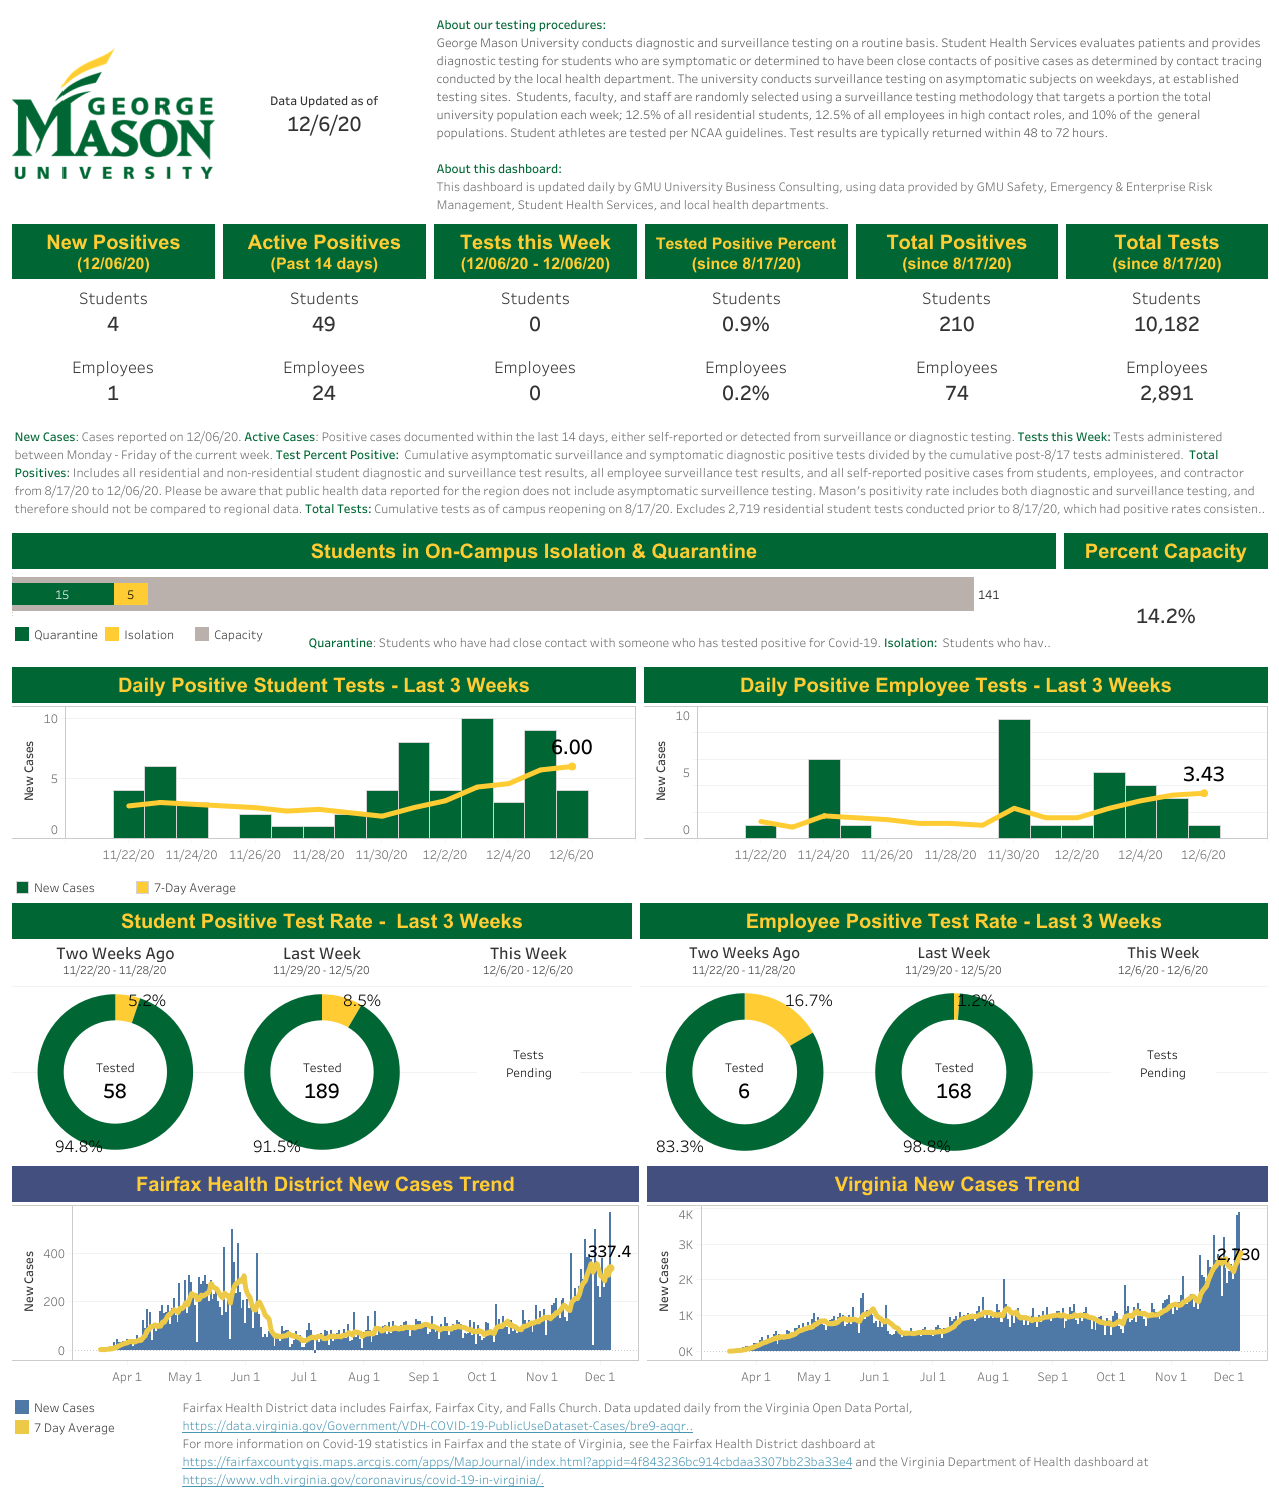 About our testing procedures:
George Mason University conducts diagnostic and surveillance testing on a routine basis. Student Health Services evaluates patients and provides
diagnostic testing for students who are symptomatic or determined to have been close contacts of positive cases as determined by contact tracing
conducted by the local health department. The university conducts surveillance testing on asymptomatic subjects on weekdays, at established
testing sites. Students, faculty, and staff are randomly selected using a surveillance testing methodology that targets a portion the total
university population each week; 12.5% of all residential students, 12.5% of all employees in high contact roles, and 10% of the general
populations. Student athletes are tested per NCAA guidelines. Test results are typically returned within 48 to 72 hours.
GEORGE
MASON
UNIVERSITY
Data Updated as of
12/6/20
About this dashboard:
This dashboard is updated daily by GMU University Business Consulting, using data provided by GMU Safety, Emergency & Enterprise Risk
Management, Student Health Services, and local health departments.
New Positives Active Positives Tests this Week Tested Positive Percent Total Positives Total Tests
(12/06/20) (Past 14 days) (12/06/20 - 12/06/20) (since 8/17/20) (since 8/17/20) (since 8/17/20)
Students Students Students Students Students Students
4 49 0 0.9% 210 10,182
Employees Employees Employees Employees Employees Employees
1 24 0 0.2% 74 2,891
New Cases: Cases reported on 12/06/20. Active Cases: Positive cases documented within the last 14 days, either self-reported or detected from surveillance or diagnostic testing. Tests this Week: Tests administered
between Monday - Friday of the current week. Test Percent Positive: Cumulative asymptomatic surveillance and symptomatic diagnostic positive tests divided by the cumulative post-8/17 tests administered. Total
Positives: Includes all residential and non-residential student diagnostic and surveillance test results, all employee surveillance test results, and all self-reported positive cases from students, employees, and contractor
from 8/17/20 to 12/06/20. Please be aware that public health data reported for the region does not include asymptomatic surveillence testing. Mason's positivity rate includes both diagnostic and surveillance testing, and
therefore should not be compared to regional data. Total Tests: Cumulative tests as of campus reopening on 8/17/20. Excludes 2,719 residential student tests conducted prior to 8/17/20, which had positive rates consisten..
Students in On-Campus Isolation & Quarantine
Percent Capacity
15 5 141
14.2%
Quarantine Isolation Capacity
Quarantine: Students who have had close contact with someone who has tested positive for Covid-19. Isolation: Students who hav..
Daily Positive Student Tests - Last 3 Weeks
New Cases
10
5
0
6.00
11/22/20 11/24/20 11/26/20 11/28/20 11/30/20 12/2/20 12/4/20 12/6/20
Daily Positive Employee Tests - Last 3 Weeks
New Cases
10
5
0
3.43
11/22/20 11/24/20 11/26/20 11/28/20 11/30/20 12/2/20 12/4/20 12/6/20
New Cases 7-Day Average
Student Positive Test Rate - Last 3 Weeks
Two Weeks Ago Last Week This Week
11/22/20 - 11/28/20 11/29/20 - 12/5/20 12/6/20 - 12/6/20
5.2% 8.5%
Tested Tested Tests
58 189 Pending
94.8% 91.5%
Employee Positive Test Rate - Last 3 Weeks
Two Weeks Ago Last Week This Week
11/22/20 - 11/28/20 11/29/20 - 12/5/20 12/6/20 - 12/6/20
16.7% 1.2%
Tested Tested Tests
6 168 Pending
83.3% 98.8%
Fairfax Health District New Cases Trend
New Cases
400
200
0
337.4
Apr 1 May 1 Jun 1 Jul 1 Aug 1 Sep 1 Oct 1 Nov 1 Dec 1
Virginia New Cases Trend
New Cases
4K
3K
2K
1K
0K
2,730
Apr 1 May 1 Jun 1 Jul 1 Aug 1 Sep 1 Oct 1 Nov 1 Dec 1
New Cases
7 Day Average
Fairfax Health District data includes Fairfax, Fairfax City, and Falls Church. Data updated daily from the Virginia Open Data Portal,
https://data.virginia.gov/Government/VDH-COVID-19-PublicUseDataset-Cases/bre9-aqqr..
For more information on Covid-19 statistics in Fairfax and the state of Virginia, see the Fairfax Health District dashboard at
https://fairfaxcountygis.maps.arcgis.com/apps/MapJournal/index.html?appid=4f843236bc914cbdaa3307bb23ba33e4 and the Virginia Department of Health dashboard at
https://www.vdh.virginia.gov/coronavirus/covid-19-in-virginia/.